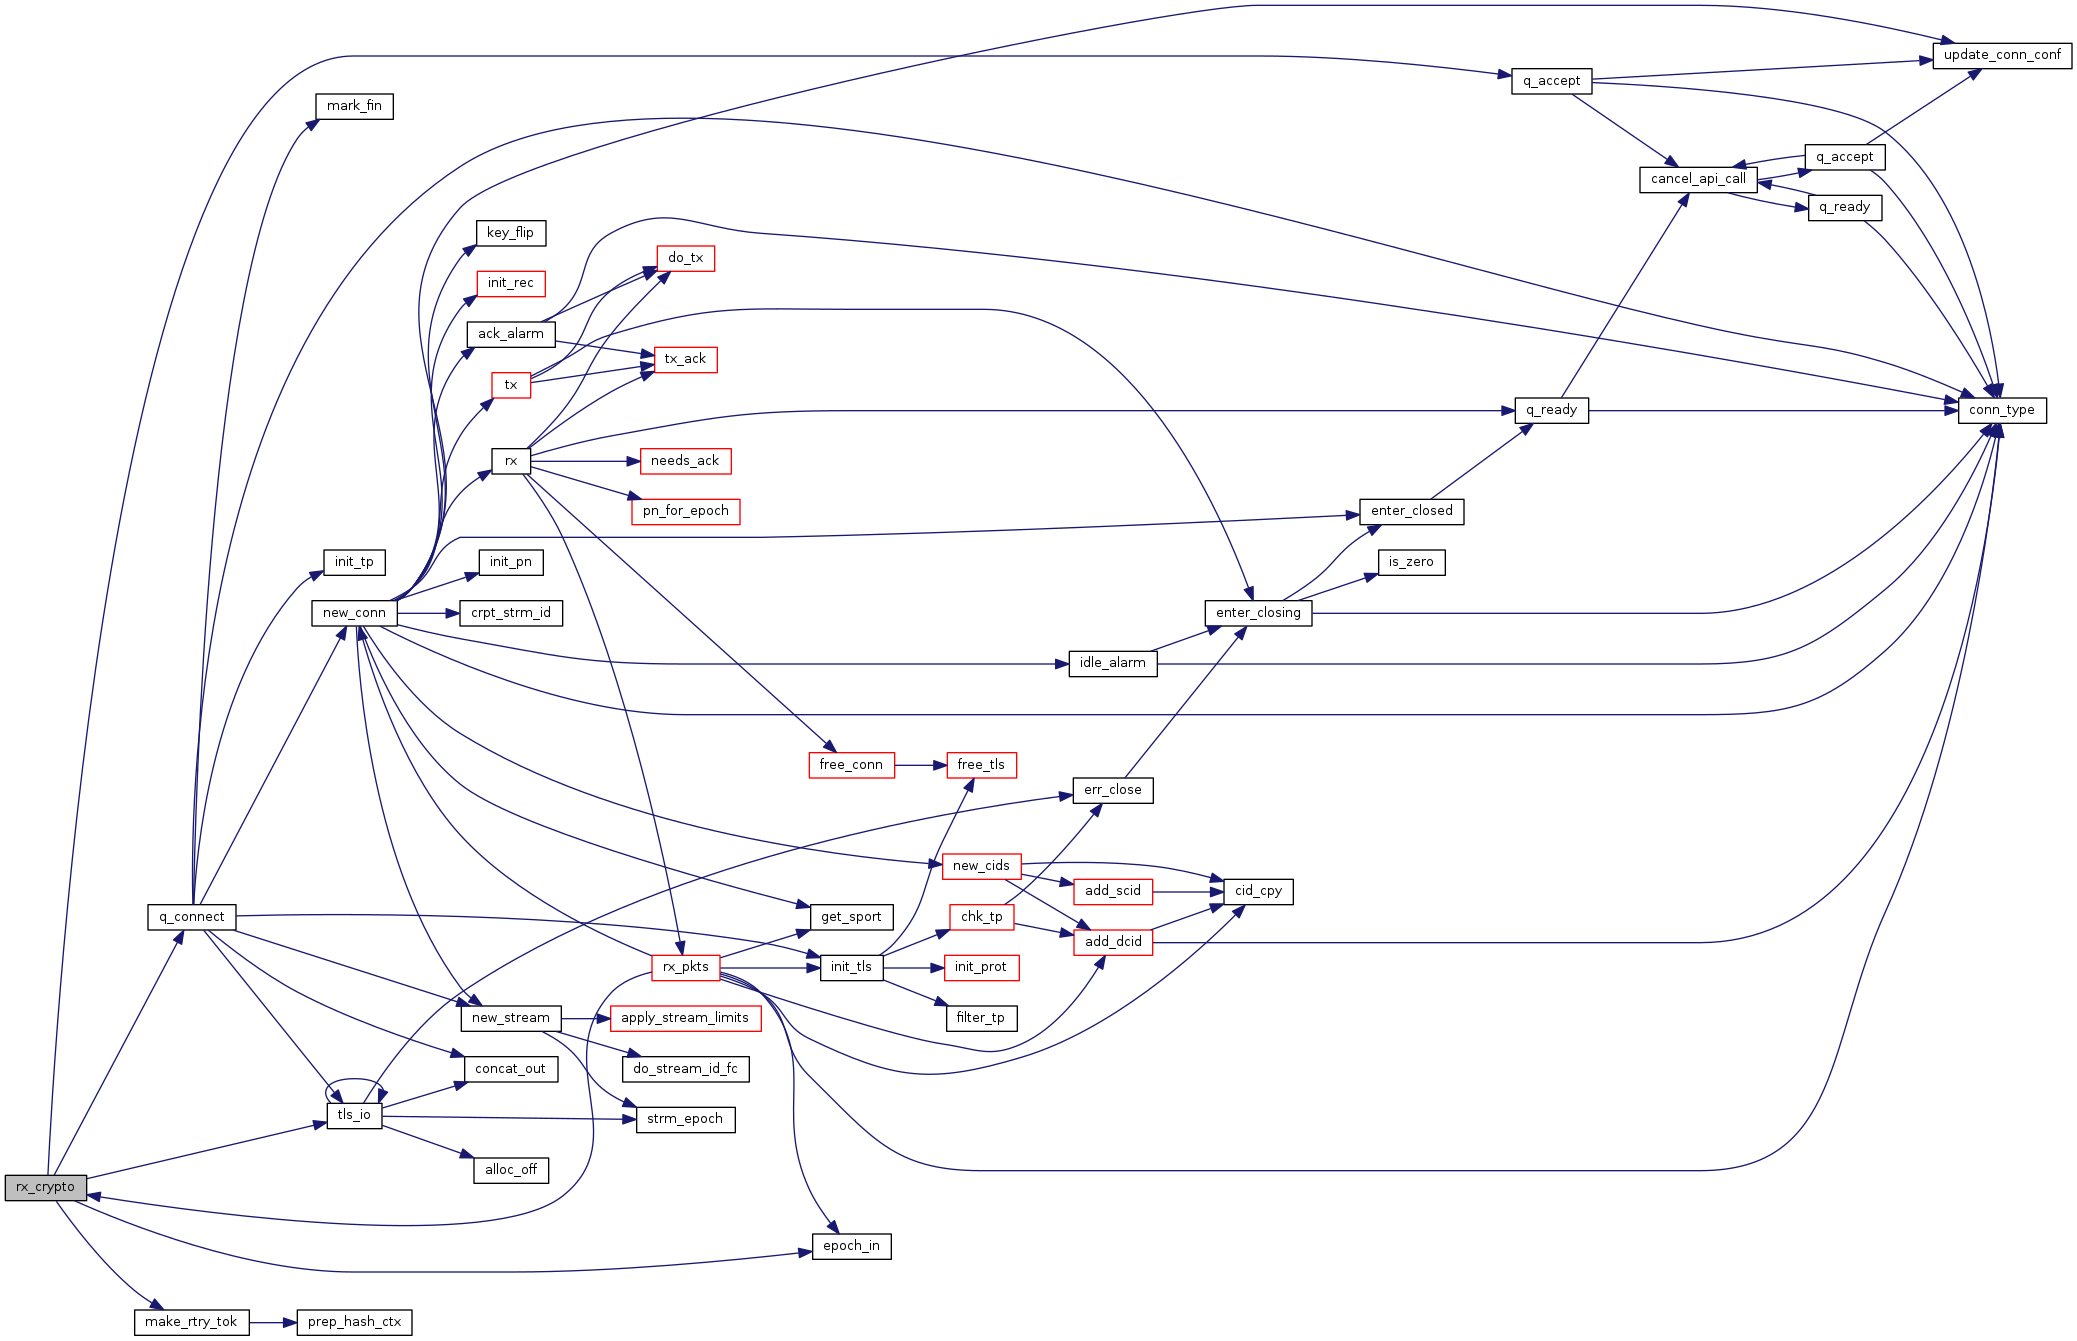 update_conn_conf
q_accept
mark_fin
q_accept
cancel_api_call
q_ready
key_flip
do_tx
init_rec
ack_alarm
tx_ack
tx
q_ready
conn_type
rx
needs_ack
pn_for_epoch
enter_closed
init_tp
init_pn
is_zero
new_conn
crpt_strm_id
enter_closing
idle_alarm
free_conn
free_tls
err_close
new_cids
add_scid
cid_cpy
q_connect
get_sport
chk_tp
add_dcid
rx_pkts
init_tls
init_prot
new_stream
apply_stream_limits
filter_tp
concat_out
do_stream_id_fc
tls_io
strm_epoch
alloc_off
rx_crypto
epoch_in
make_rtry_tok
prep_hash_ctx